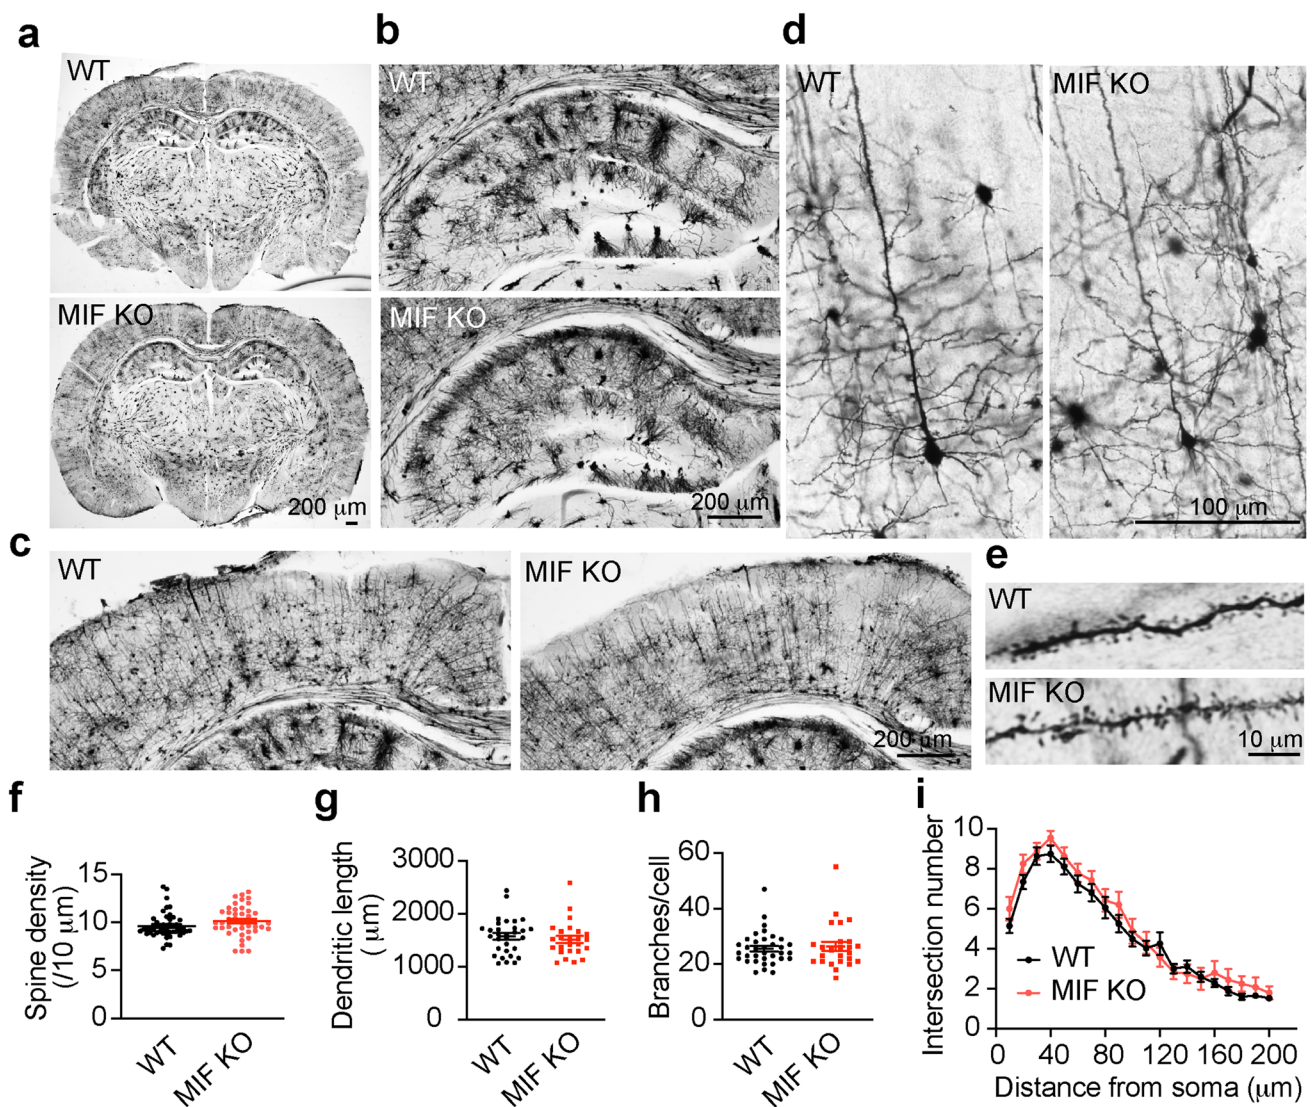 a
WT
MIF KO
200 μm
b
WT
MIF KO
200 μm
d
WT
MIF KO
100 μm
c
WT
MIF KO
200 μm
e
WT
MIF KO
10 μm
f
Spine density
(/10 μm)
15
10
5
0
WT
MIF KO
g
Dendritic length
(μm)
3000
2000
1000
0
WT
MIF KO
h
Branches/cell
60
40
20
0
WT
MIF KO
i
Intersection number
10
8
6
4
2
0
WT
MIF KO
0 40 80 120 160 200
Distance from soma (μm)